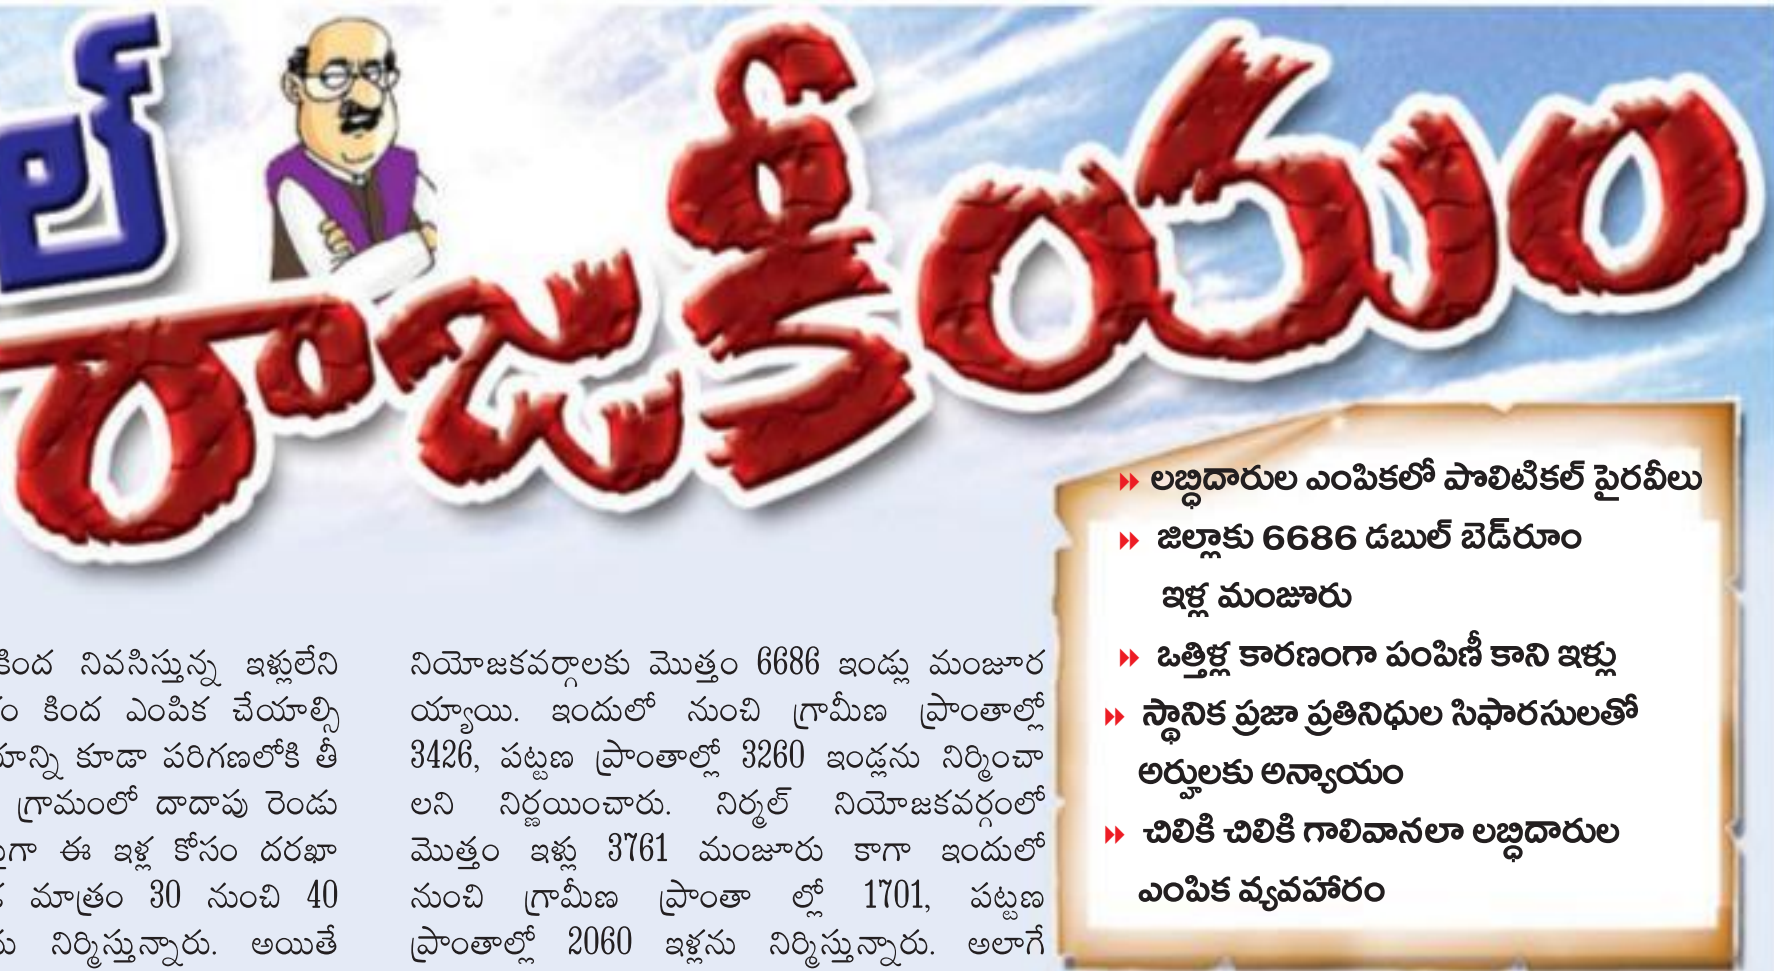 ల్
రాజకీయం
కింద నివసిస్తున్న ఇళ్లులేని
కింద ఎంపిక చేయాల్సి
కూడా పరిగణలోకి తీ
గ్రామంలో దాదాపు రెండు
ఈ ఇళ్ల కోసం దరఖా
మాత్రం 30 నుంచి 40
నిర్మిస్తున్నారు. అయితే
నియోజకవర్గాలకు మొత్తం 6686 ఇండ్లు మంజూర
య్యాయి. ఇందులో నుంచి గ్రామీణ ప్రాంతాల్లో
3426, పట్టణ ప్రాంతాల్లో 3260 ఇండ్లను నిర్మించా
లని నిర్ణయించారు. నిర్మల్ నియోజకవర్గంలో
మొత్తం ఇళ్లు 3761 మంజూరు కాగా ఇందులో
నుంచి గ్రామీణ ప్రాంతా ల్లో 1701, పట్టణ
ప్రాంతాల్లో 2060 ఇళ్లను నిర్మిస్తున్నారు. అలాగే
లబ్ధిదారుల ఎంపికలో పొలిటికల్ పైరవీలు
జిల్లాకు 6686 డబుల్ బెడ్‌రూం
ఇళ్ల మంజూరు
ఒత్తిళ్ల కారణంగా పంపిణీ కాని ఇళ్లు
స్థానిక ప్రజా ప్రతినిధుల సిఫారసులతో
అర్హులకు అన్యాయం
చిలికి చిలికి గాలివానలా లబ్ధిదారుల
ఎంపిక వ్యవహారం